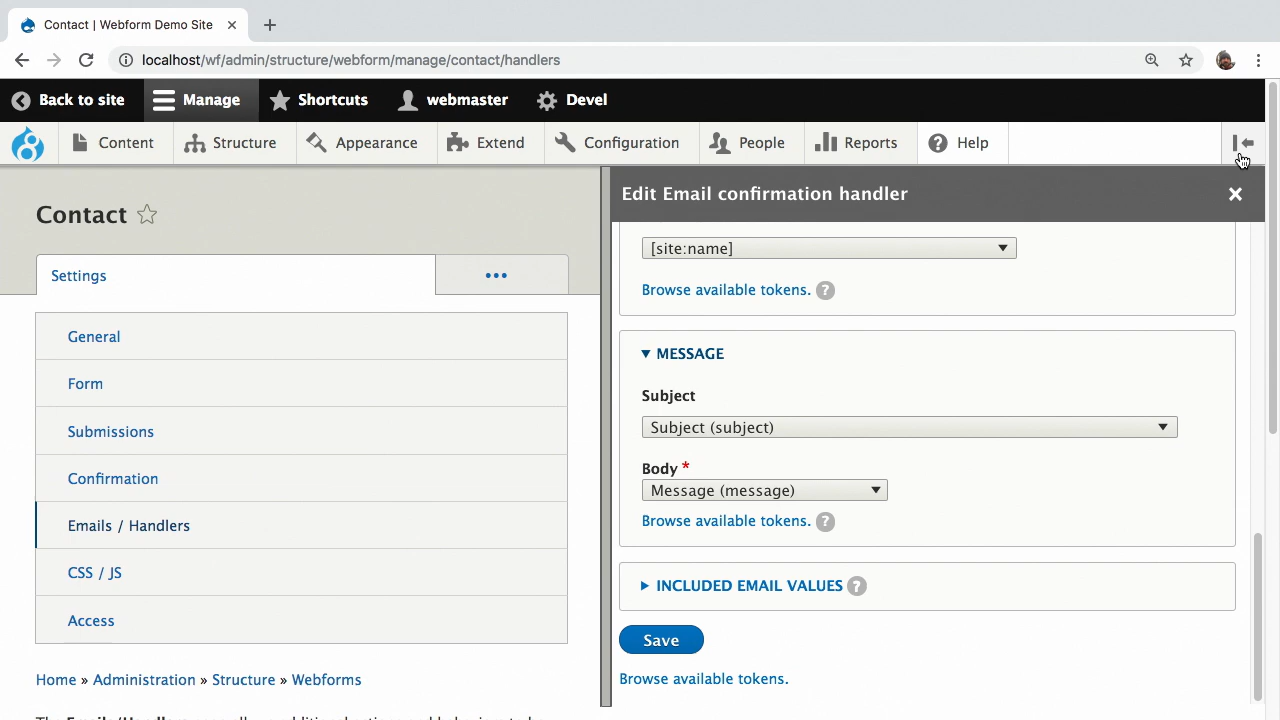 Contact | Webform Demo Site
localhost/wf/admin/structure/webform/manage/contact/handlers
Back to site Manage Shortcuts webmaster Devel
Content Structure Appearance Extend Configuration People Reports Help
Contact
Settings
General
Form
Submissions
Confirmation
Emails / Handlers
CSS / JS
Access
Home » Administration » Structure » Webforms
Edit Email confirmation handler
[site:name]
Browse available tokens. ?
MESSAGE
Subject
Subject (subject)
Body *
Message (message)
Browse available tokens. ?
INCLUDED EMAIL VALUES ?
Save
Browse available tokens.